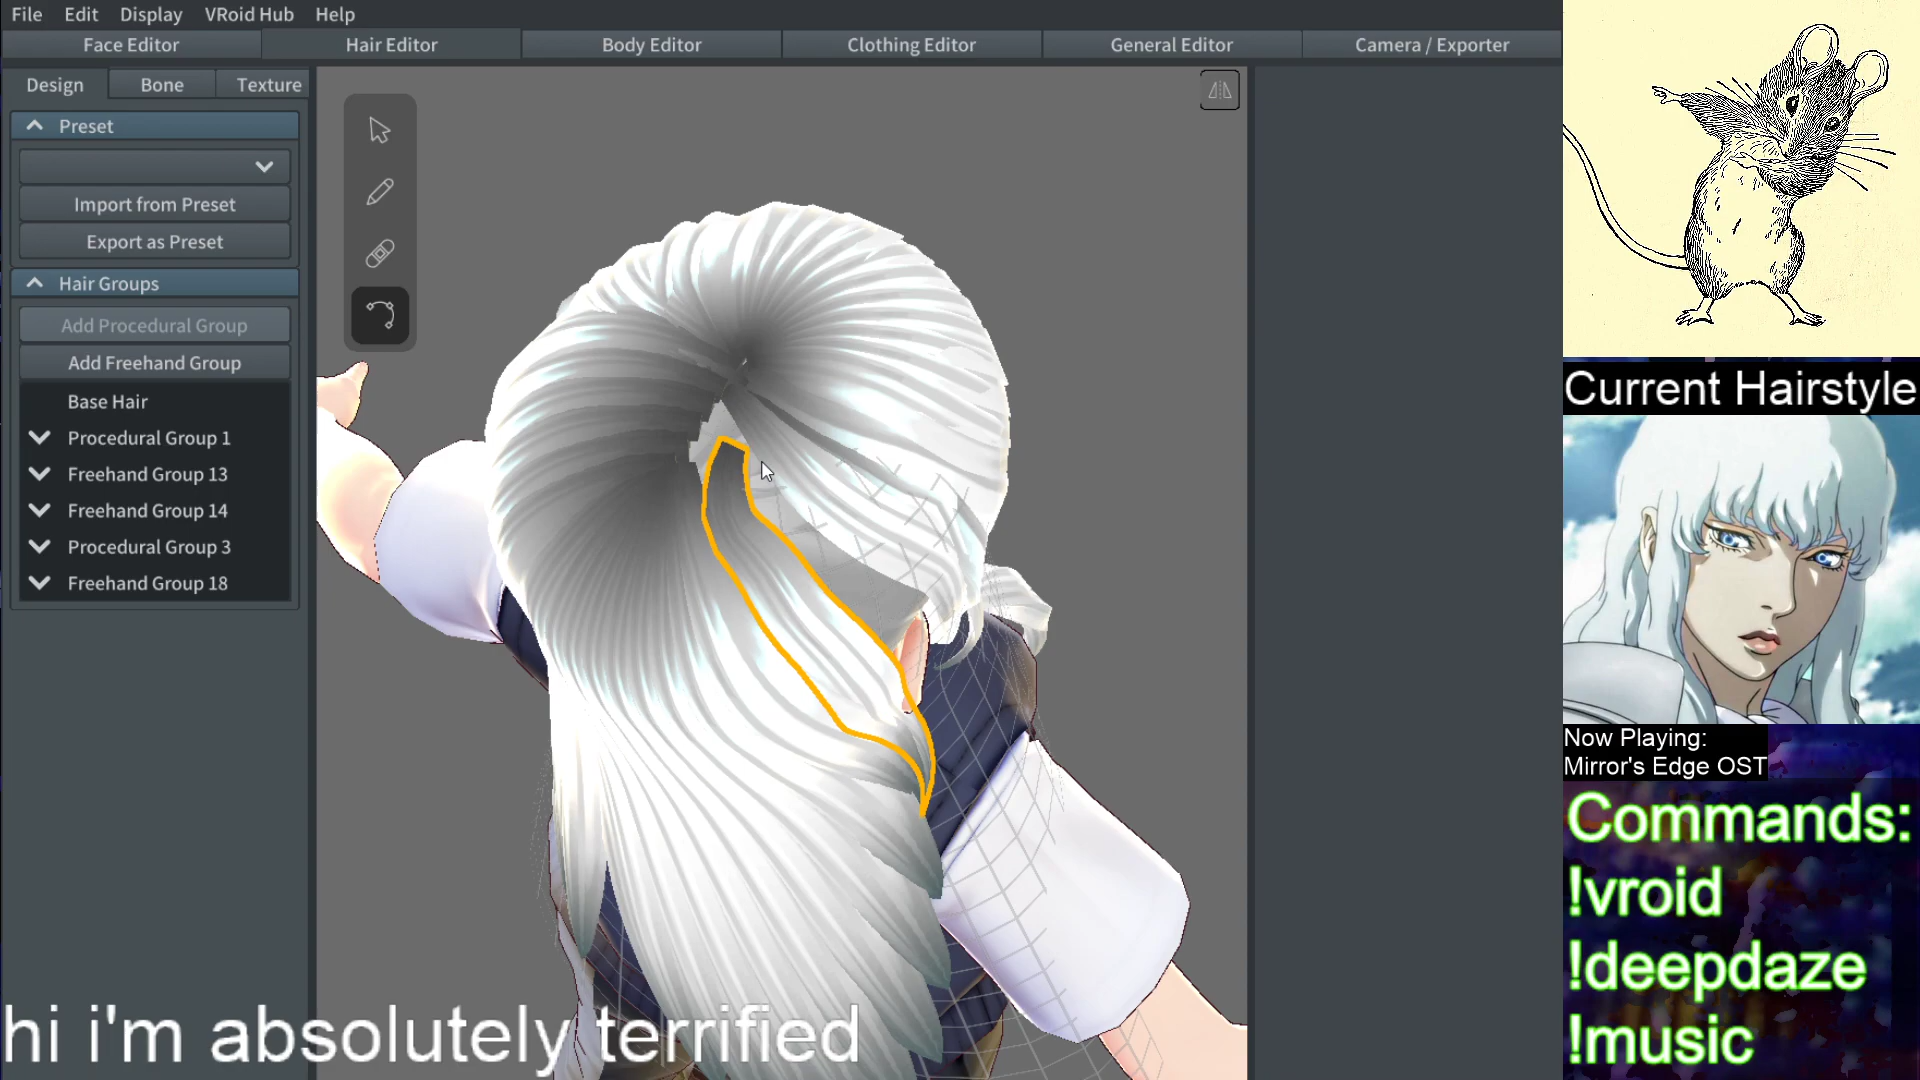 File Edit Display VRoid Hub Help
Face Editor Hair Editor Body Editor Clothing Editor General Editor Camera / Exporter
Design Bone Texture
Preset
Import from Preset
Export as Preset
Hair Groups
Add Procedural Group
Add Freehand Group
Base Hair
Procedural Group 1
Freehand Group 13
Freehand Group 14
Procedural Group 3
Freehand Group 18
hi i'm absolutely terrified
Current Hairstyle
Now Playing:
Mirror's Edge OST
Commands:
!vroid
!deepdaze
!music